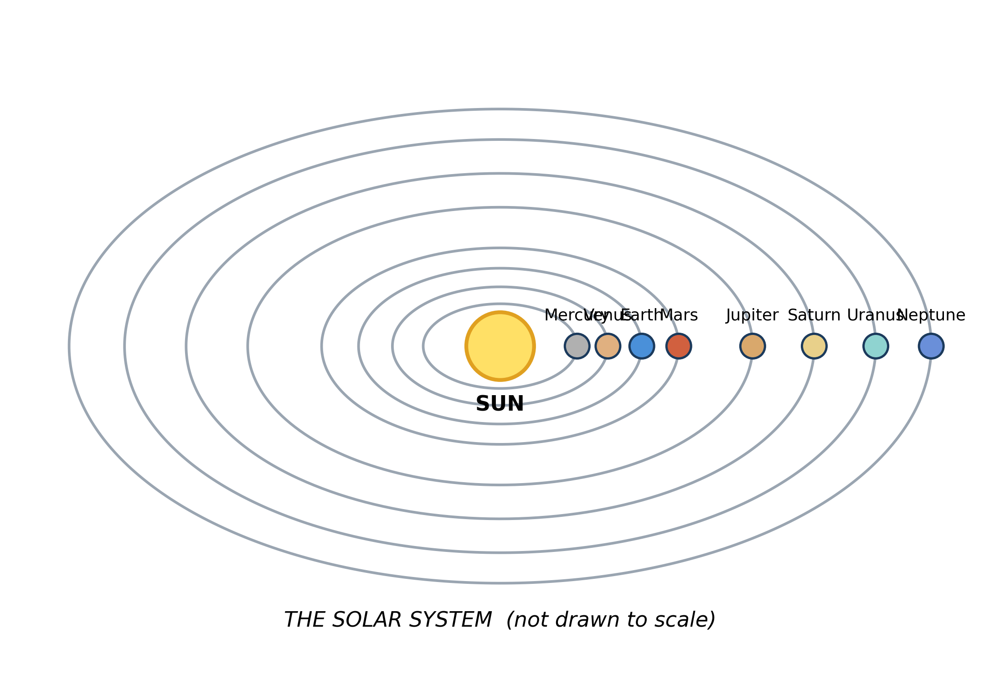 Mercury Venus Earth Mars Jupiter Saturn Uranus Neptune
SUN
THE SOLAR SYSTEM (not drawn to scale)